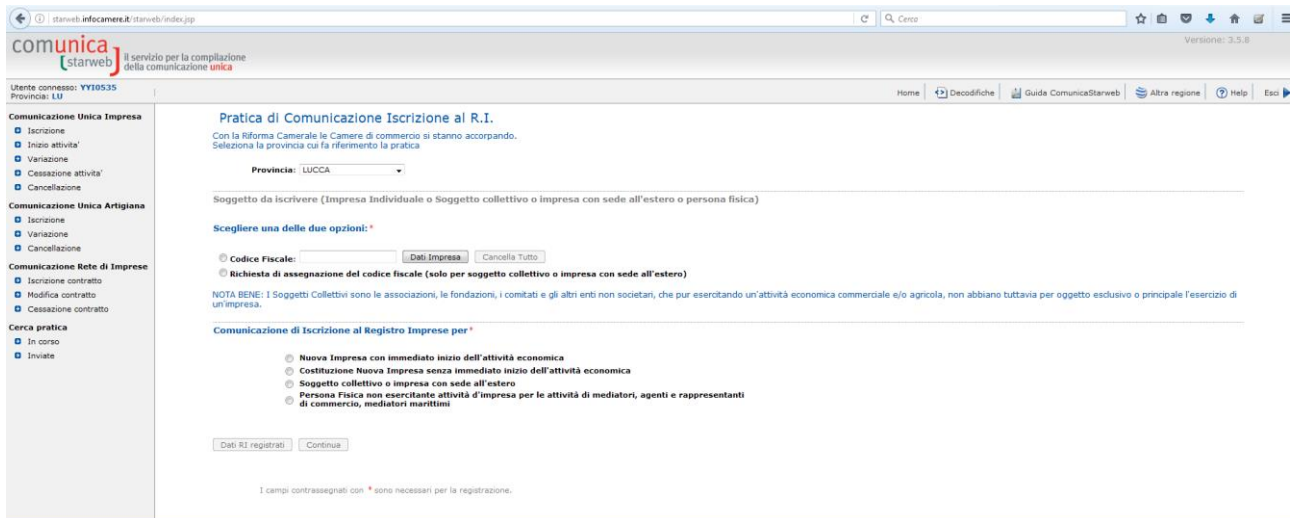 starweb.infocamere.it/starweb/index.jsp
Cerca
comunica
starweb
il servizio per la compilazione
della comunicazione unica
Versione: 3.5.8
Utente connesso: YYI0535
Provincia: LU
Home
Decodifiche
Guida ComunicaStarweb
Altra regione
Help
Esci
Comunicazione Unica Impresa
Iscrizione
Inizio attivita'
Variazione
Cessazione attivita'
Cancellazione
Comunicazione Unica Artigiana
Iscrizione
Variazione
Cancellazione
Comunicazione Rete di Imprese
Iscrizione contratto
Modifica contratto
Cessazione contratto
Cerca pratica
In corso
Inviate
Pratica di Comunicazione Iscrizione al R.I.
Con la Riforma Camerale le Camere di commercio si stanno accorpando.
Seleziona la provincia cui fa riferimento la pratica
Provincia: LUCCA
Soggetto da iscrivere (Impresa Individuale o Soggetto collettivo o impresa con sede all'estero o persona fisica)
Scegliere una delle due opzioni:*
Codice Fiscale: Dati Impresa Cancella Tutto
Richiesta di assegnazione del codice fiscale (solo per soggetto collettivo o impresa con sede all'estero)
NOTA BENE: I Soggetti Collettivi sono le associazioni, le fondazioni, i comitati e gli altri enti non societari, che pur esercitando un'attività economica commerciale e/o agricola, non abbiano tuttavia per oggetto esclusivo o principale l'esercizio di
un'impresa.
Comunicazione di Iscrizione al Registro Imprese per*
Nuova Impresa con immediato inizio dell'attività economica
Costituzione Nuova Impresa senza immediato inizio dell'attività economica
Soggetto collettivo o impresa con sede all'estero
Persona Fisica non esercitante attività d'impresa per le attività di mediatori, agenti e rappresentanti
di commercio, mediatori marittimi
Dati RI registrati Continua
I campi contrassegnati con * sono necessari per la registrazione.